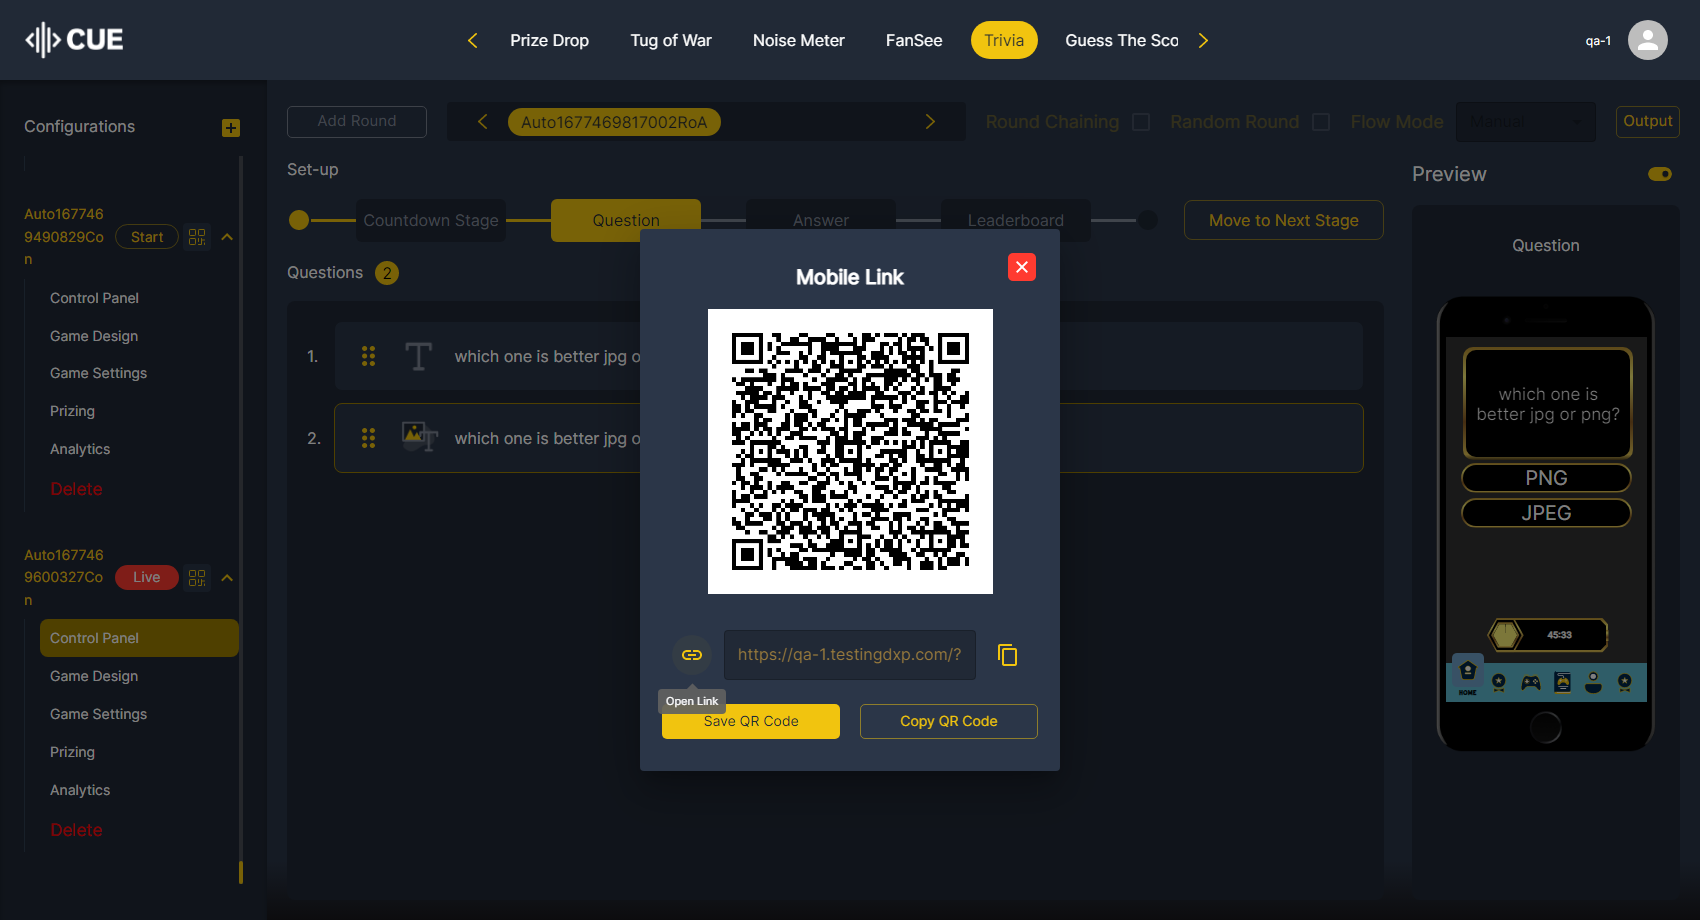 CUE
Prize Drop
Tug of War
Noise Meter
FanSee
Trivia
Guess The Sco
qa-1
Configurations
Auto167746
9490829Co
n
Start
Control Panel
Game Design
Game Settings
Prizing
Analytics
Delete
Auto167746
9600327Co
n
Live
Control Panel
Game Design
Game Settings
Prizing
Analytics
Delete
Add Round
Auto1677469817002RoA
Round Chaining
Random Round
Flow Mode
Manual
Output
Set-up
Countdown Stage
Question
Answer
Leaderboard
Move to Next Stage
Questions 2
1. which one is better jpg o
2. which one is better jpg o
Mobile Link
https://qa-1.testingdxp.com/?
Open Link
Save QR Code
Copy QR Code
Preview
Question
which one is
better jpg or png?
PNG
JPEG
45:33
HOME